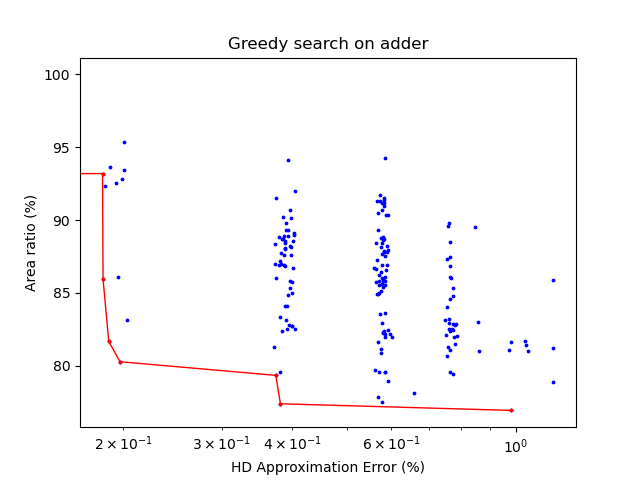 Greedy search on adder
Area ratio (%)
100
95
90
85
80
2 × 10⁻¹ 3 × 10⁻¹ 4 × 10⁻¹ 6 × 10⁻¹ 10⁰
HD Approximation Error (%)